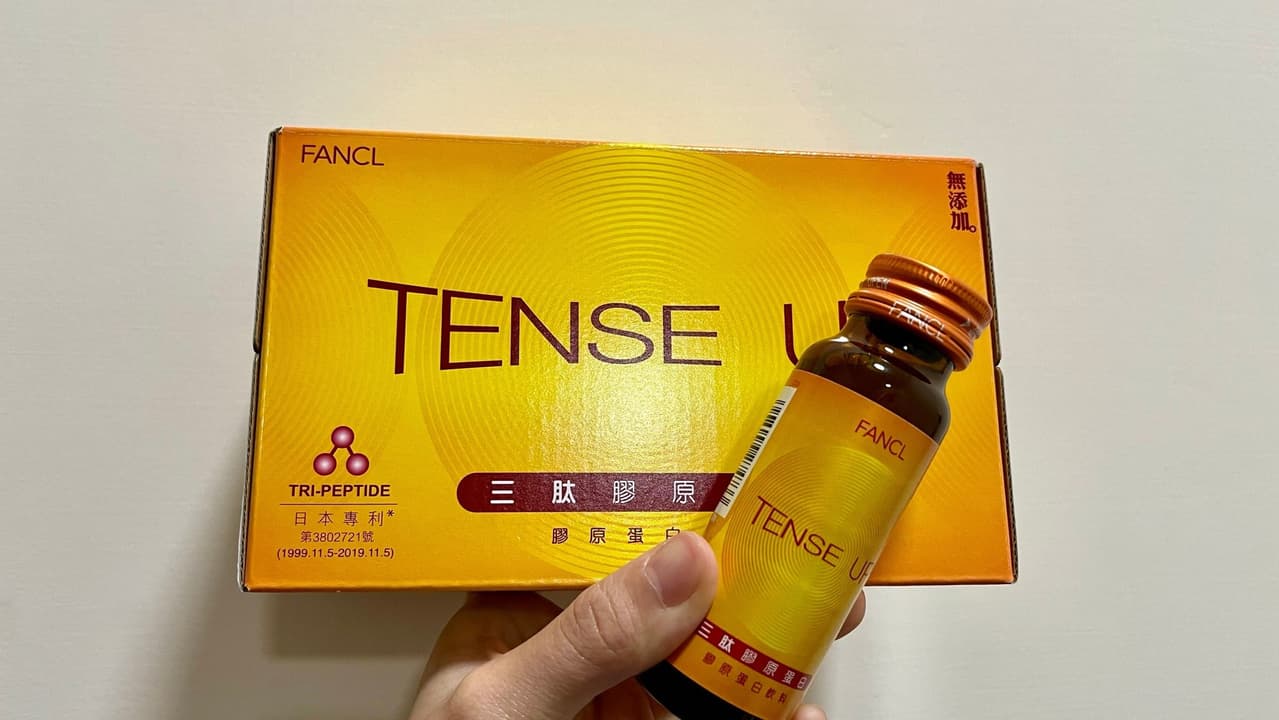 FANCL
無添加。
TENSE U
TRI-PEPTIDE
日本專利*
第3802721號
(1999.11.5-2019.11.5)
三肽膠原
膠原蛋白
FANCL
FANCL
TENSE UP
三肽膠原蛋白
膠原蛋白飲料